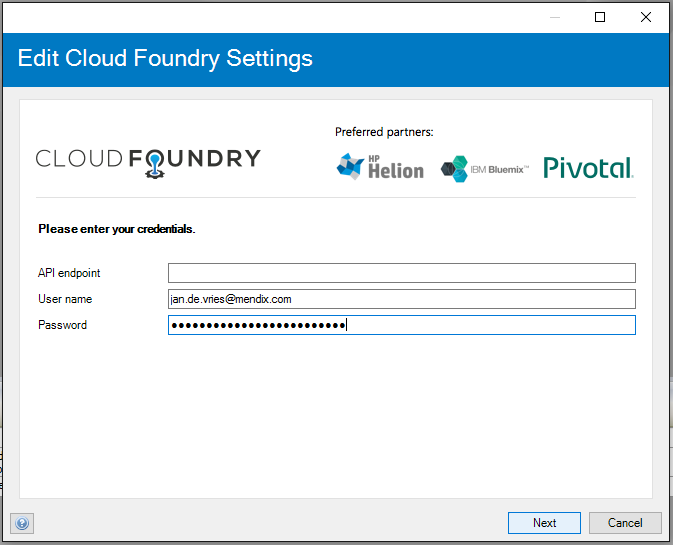 Edit Cloud Foundry Settings
Preferred partners:
CLOUD FOUNDRY
HP Helion
IBM Bluemix™
Pivotal.
Please enter your credentials.
API endpoint
User name jan.de.vries@mendix.com
Password ●●●●●●●●●●●●●●●●●●●●●●●●●
Next Cancel